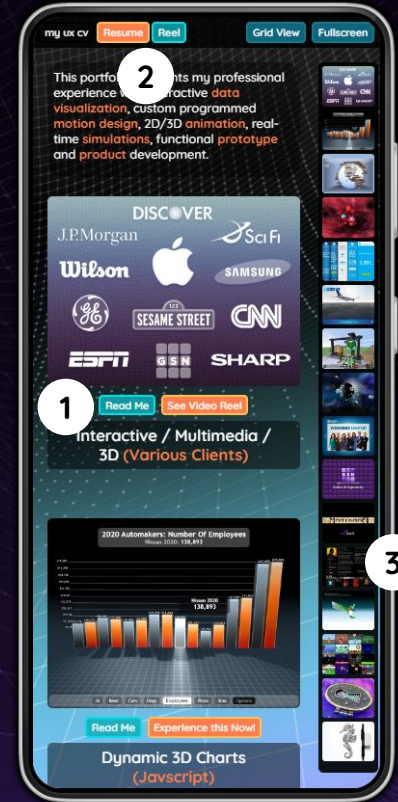 my ux cv
Resume
Reel
Grid View
Fullscreen
2
This portfo nts my professional
experience w ractive data
visualization, custom programmed
motion design, 2D/3D animation, real-
time simulations, functional prototype
and product development.
DISCOVER
J.P.Morgan
SCI FI
Wilson
SAMSUNG
GE
123
SESAME STREET
CNN
ESPN
GSN
SHARP
1
Read Me
See Video Reel
Interactive / Multimedia /
3D (Various Clients)
3
2020 Automakers: Number Of Employees
Nissan 2020: 138,893
Nissan 2020
138,893
Employees
Read Me
Experience this Now!
Dynamic 3D Charts
(Javscript)